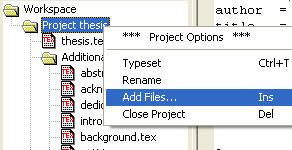 Workspace
Project thesis
thesis.te
Additiona
abstr
ackn
dedic
intro
background.tex
*** Project Options ***
Typeset Ctrl+T
Rename
Add Files... Ins
Close Project Del
author =